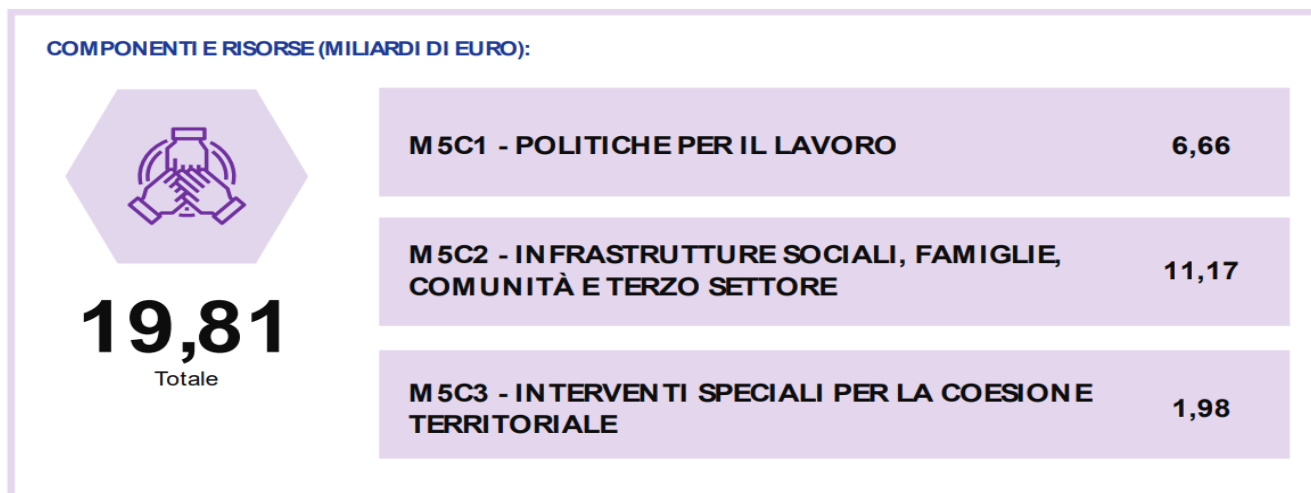 COMPONENTI E RISORSE (MILIARDI DI EURO):
M5C1 - POLITICHE PER IL LAVORO 6,66
M5C2 - INFRASTRUTTURE SOCIALI, FAMIGLIE,
COMUNITÀ E TERZO SETTORE 11,17
19,81
Totale
M5C3 - INTERVENTI SPECIALI PER LA COESIONE
TERRITORIALE 1,98